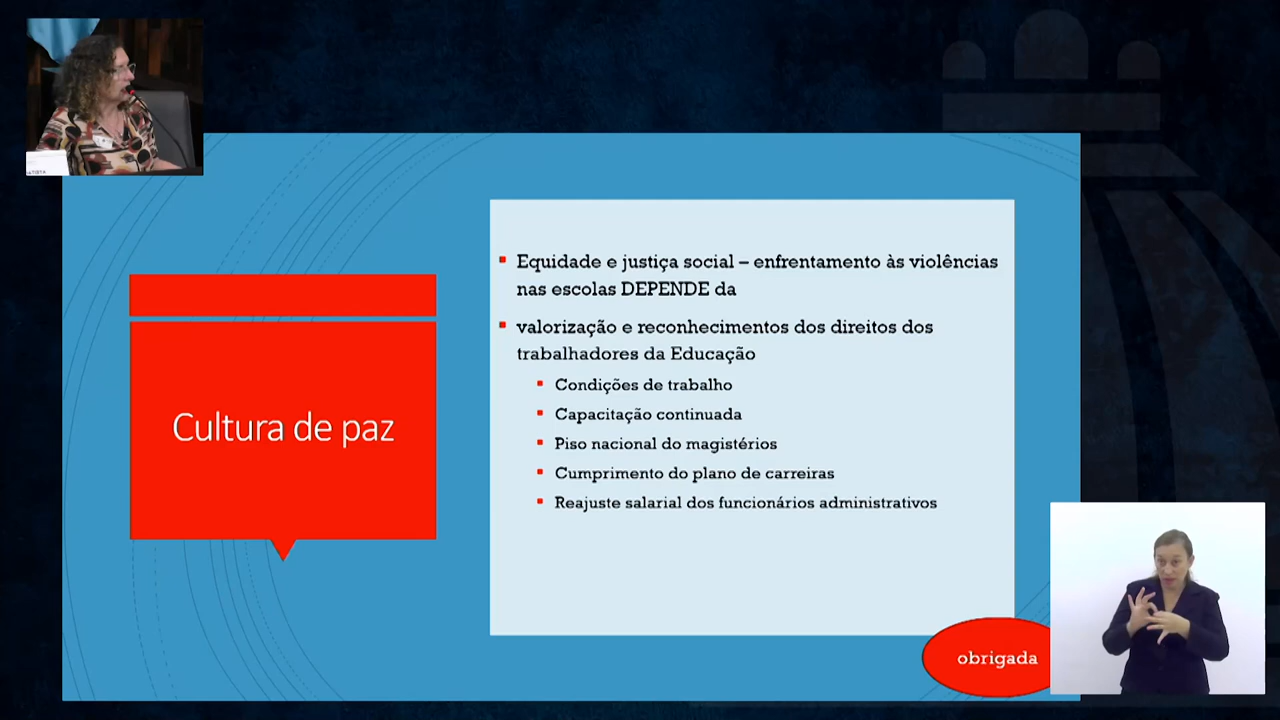 Cultura de paz
Equidade e justiça social – enfrentamento às violências
nas escolas DEPENDE da
valorização e reconhecimentos dos direitos dos
trabalhadores da Educação
Condições de trabalho
Capacitação continuada
Piso nacional do magistérios
Cumprimento do plano de carreiras
Reajuste salarial dos funcionários administrativos
obrigada